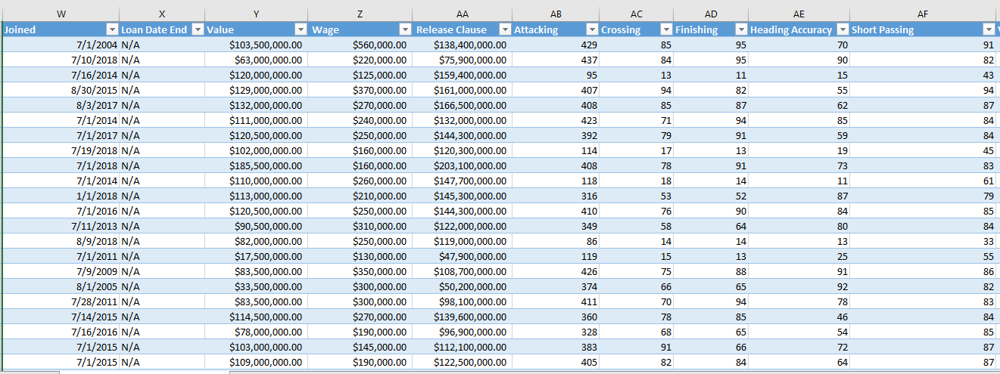 W X Y Z AA AB AC AD AE AF
Joined Loan Date End Value Wage Release Clause Attacking Crossing Finishing Heading Accuracy Short Passing
7/1/2004 N/A $103,500,000.00 $560,000.00 $138,400,000.00 429 85 95 70 91
7/10/2018 N/A $63,000,000.00 $220,000.00 $75,900,000.00 437 84 95 90 82
7/16/2014 N/A $120,000,000.00 $125,000.00 $159,400,000.00 95 13 11 15 43
8/30/2015 N/A $129,000,000.00 $370,000.00 $161,000,000.00 407 94 82 55 94
8/3/2017 N/A $132,000,000.00 $270,000.00 $166,500,000.00 408 85 87 62 87
7/1/2014 N/A $111,000,000.00 $240,000.00 $132,000,000.00 423 71 94 85 84
7/1/2017 N/A $120,500,000.00 $250,000.00 $144,300,000.00 392 79 91 59 84
7/19/2018 N/A $102,000,000.00 $160,000.00 $120,300,000.00 114 17 13 19 45
7/1/2018 N/A $185,500,000.00 $160,000.00 $203,100,000.00 408 78 91 73 83
7/1/2014 N/A $110,000,000.00 $260,000.00 $147,700,000.00 118 18 14 11 61
1/1/2018 N/A $113,000,000.00 $210,000.00 $145,300,000.00 316 53 52 87 79
7/1/2016 N/A $120,500,000.00 $250,000.00 $144,300,000.00 410 76 90 84 85
7/11/2013 N/A $90,500,000.00 $310,000.00 $122,000,000.00 349 58 64 80 84
8/9/2018 N/A $82,000,000.00 $250,000.00 $119,000,000.00 86 14 14 13 33
7/1/2011 N/A $17,500,000.00 $130,000.00 $47,900,000.00 119 15 13 25 55
7/9/2009 N/A $83,500,000.00 $350,000.00 $108,700,000.00 426 75 88 91 86
8/1/2005 N/A $33,500,000.00 $300,000.00 $50,200,000.00 374 66 65 92 82
7/28/2011 N/A $83,500,000.00 $300,000.00 $98,100,000.00 411 70 94 78 83
7/14/2015 N/A $114,500,000.00 $270,000.00 $139,600,000.00 360 78 85 46 84
7/16/2016 N/A $78,000,000.00 $190,000.00 $96,900,000.00 328 68 65 54 85
7/1/2015 N/A $103,000,000.00 $145,000.00 $112,100,000.00 383 91 66 72 87
7/1/2015 N/A $109,000,000.00 $190,000.00 $122,500,000.00 405 82 84 64 87